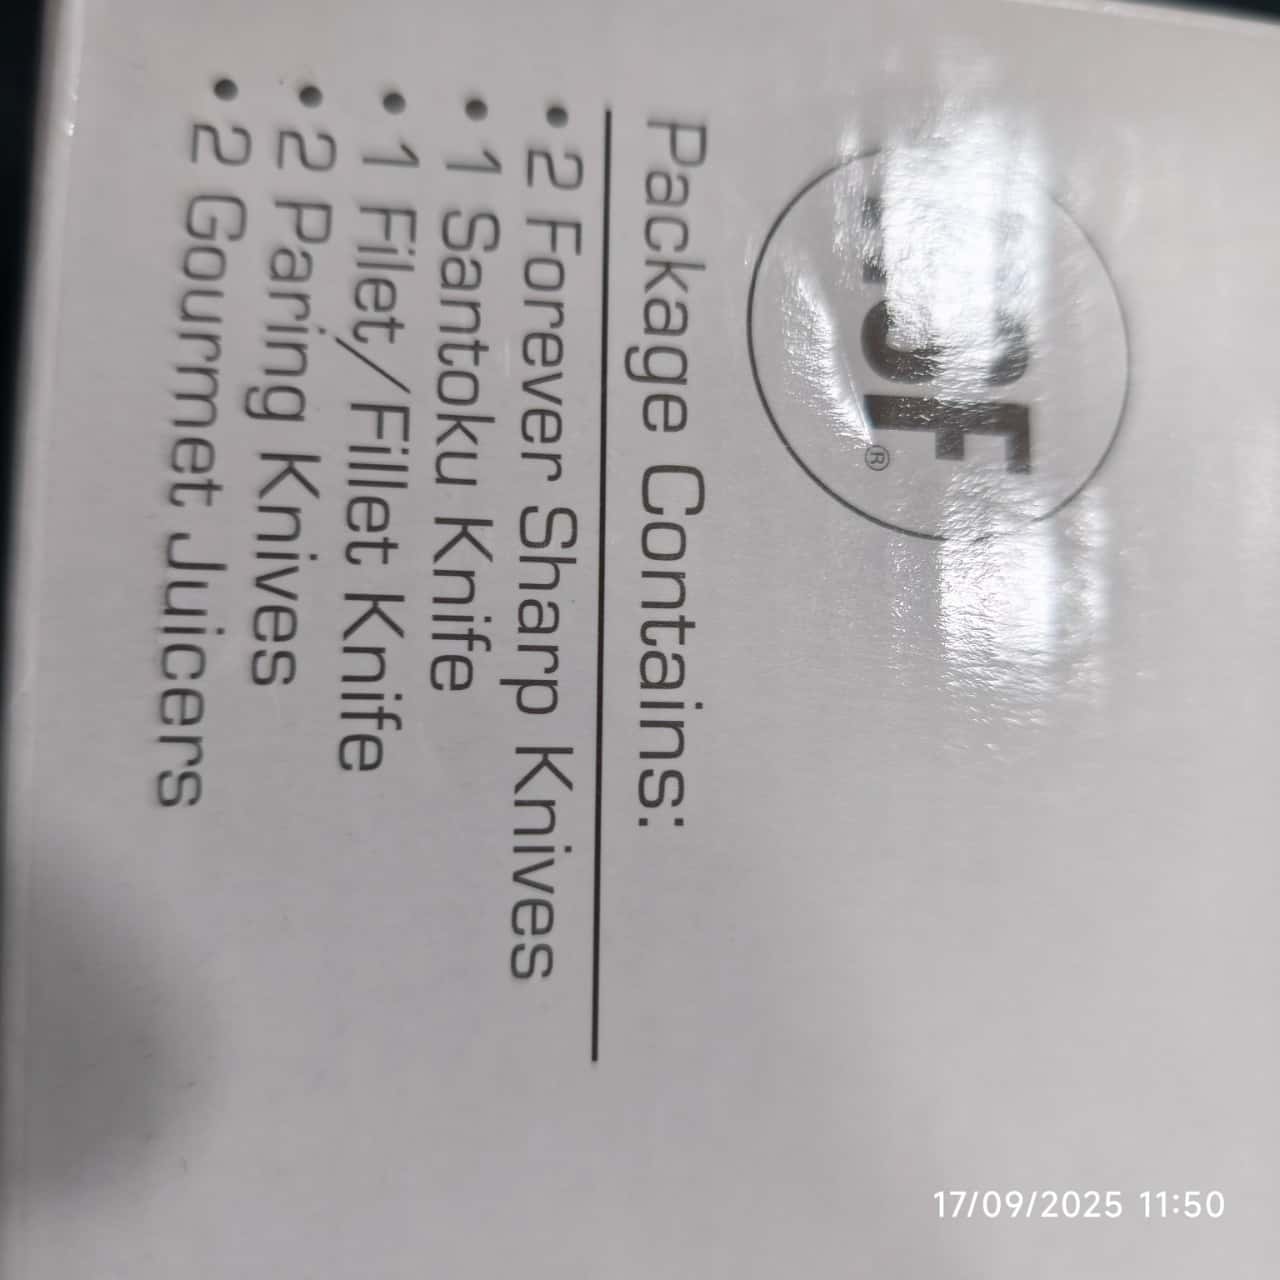 ®
Package Contains:
• 2 Forever Sharp Knives
• 1 Santoku Knife
• 1 Filet/Fillet Knife
• 2 Paring Knives
• 2 Gourmet Juicers
17/09/2025 11:50